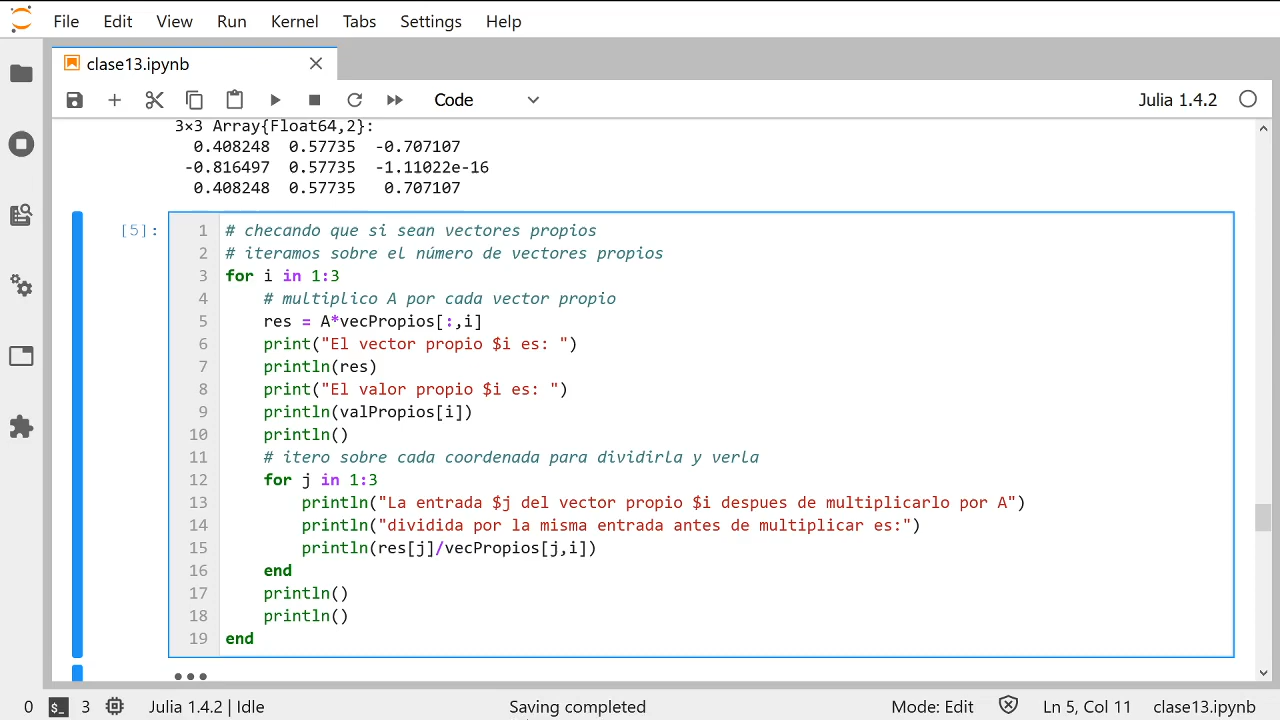 File Edit View Run Kernel Tabs Settings Help
clase13.ipynb
Code
Julia 1.4.2
3×3 Array{Float64,2}:
0.408248 0.57735 -0.707107
-0.816497 0.57735 -1.11022e-16
0.408248 0.57735 0.707107
[5]:
1 # checando que si sean vectores propios
2 # iteramos sobre el número de vectores propios
3 for i in 1:3
4 # multiplico A por cada vector propio
5 res = A*vecPropios[:,i]
6 print("El vector propio $i es: ")
7 println(res)
8 print("El valor propio $i es: ")
9 println(valPropios[i])
10 println()
11 # itero sobre cada coordenada para dividirla y verla
12 for j in 1:3
13 println("La entrada $j del vector propio $i despues de multiplicarlo por A")
14 println("dividida por la misma entrada antes de multiplicar es:")
15 println(res[j]/vecPropios[j,i])
16 end
17 println()
18 println()
19 end
0 $_ 3 Julia 1.4.2 | Idle Saving completed Mode: Edit Ln 5, Col 11 clase13.ipynb